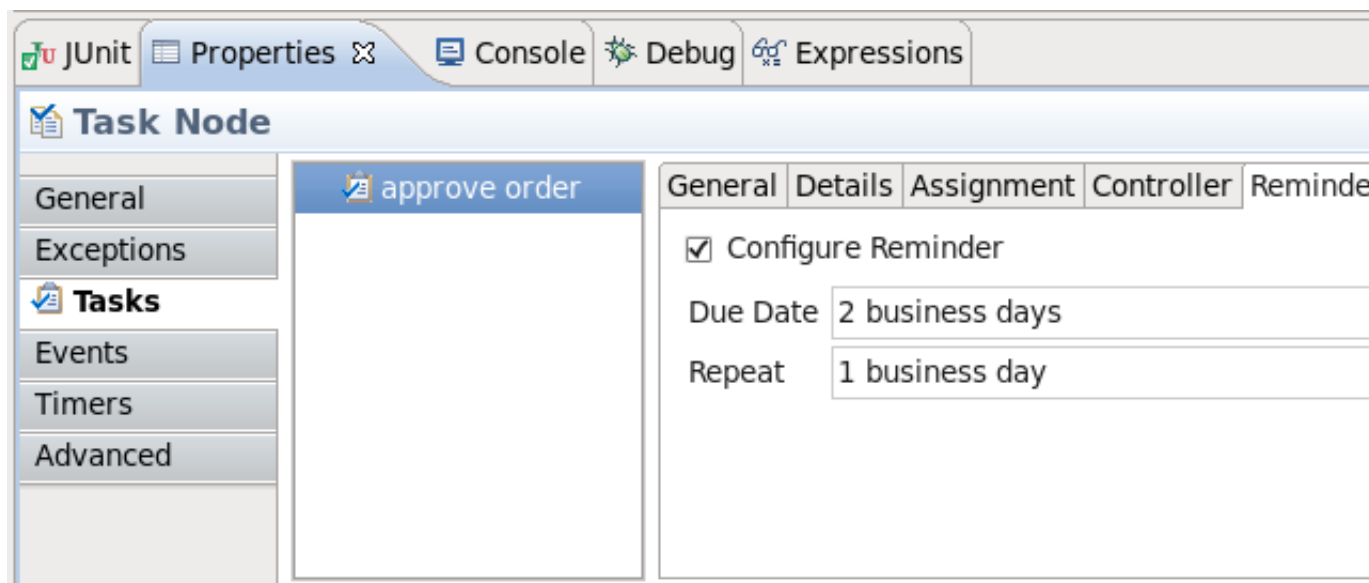 JUnit Properties Console Debug Expressions
Task Node
General
Exceptions
Tasks
Events
Timers
Advanced
approve order
General Details Assignment Controller Reminde
Configure Reminder
Due Date 2 business days
Repeat 1 business day